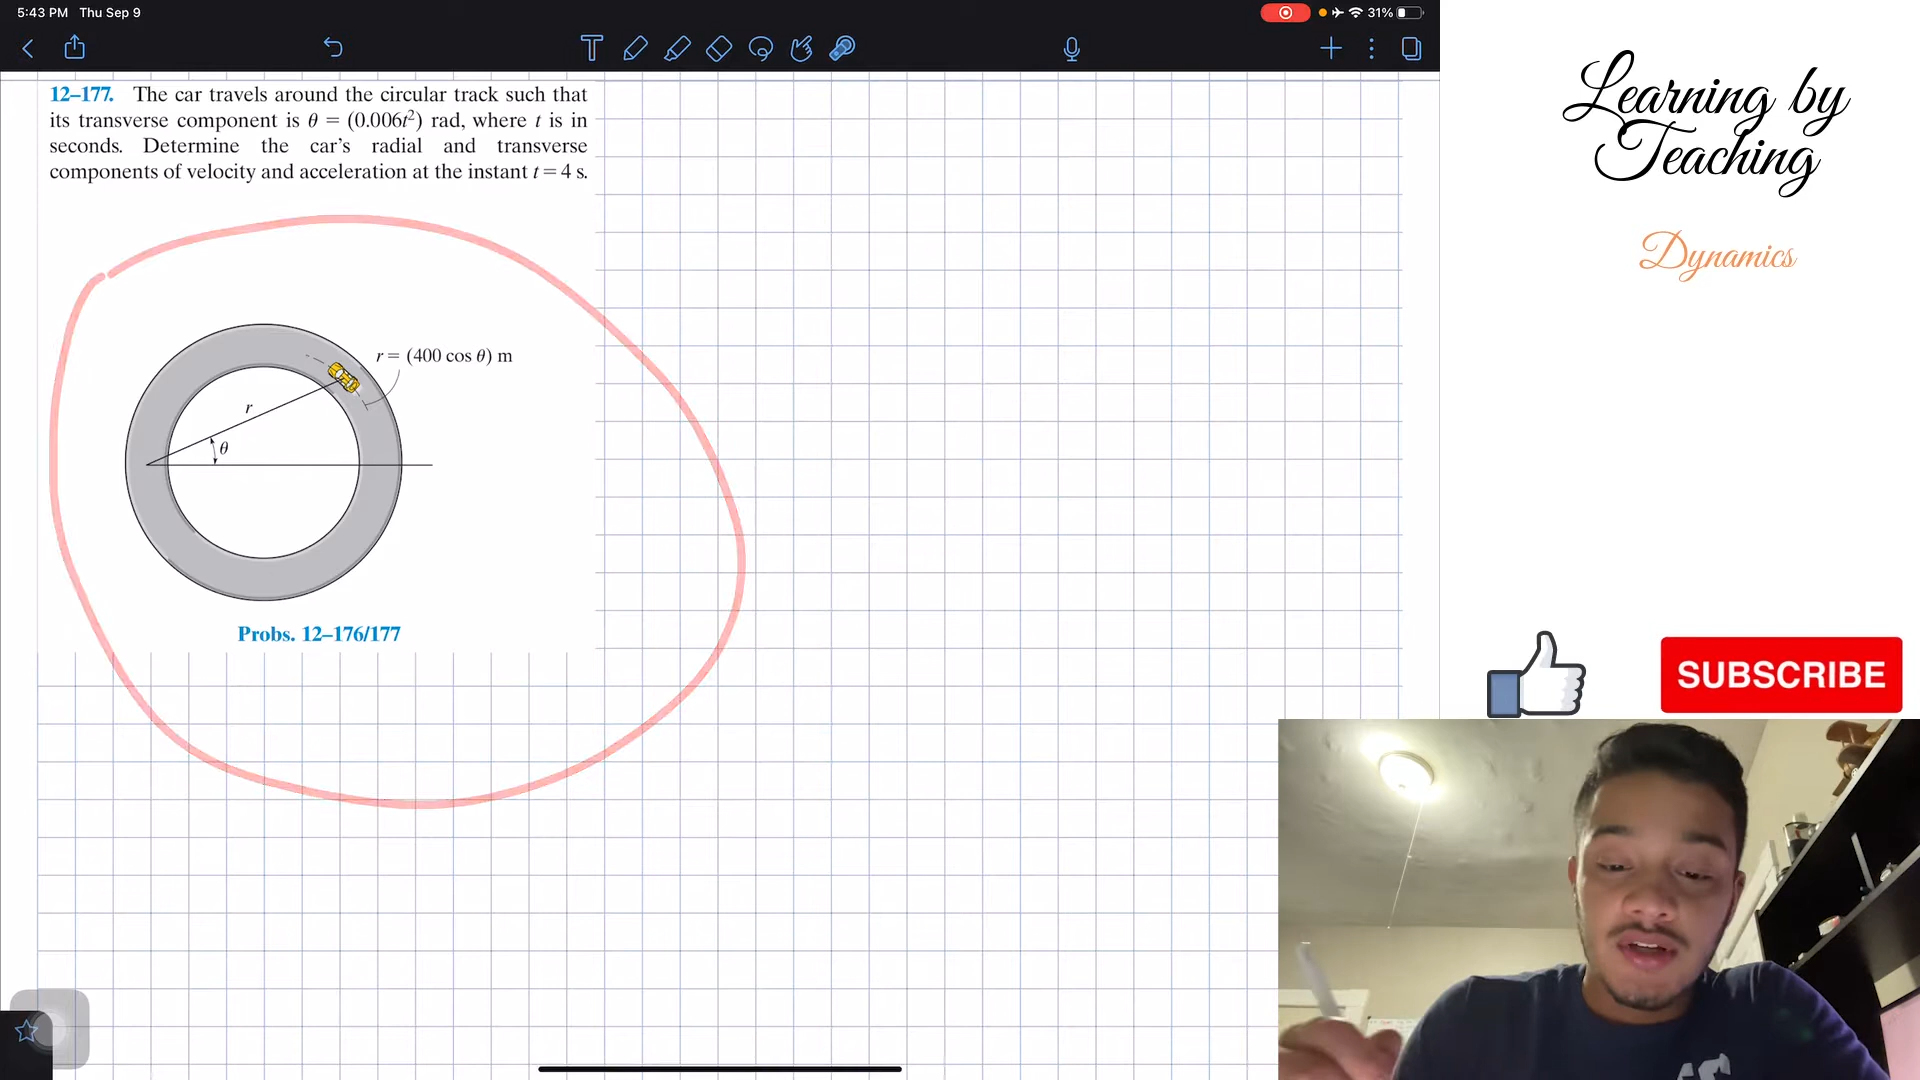 5:43 PM Thu Sep 9
31%
12–177. The car travels around the circular track such that
its transverse component is θ = (0.006t²) rad, where t is in
seconds. Determine the car’s radial and transverse
components of velocity and acceleration at the instant t = 4 s.
r = (400 cos θ) m
r
θ
Probs. 12–176/177
Learning by
Teaching
Dynamics
SUBSCRIBE